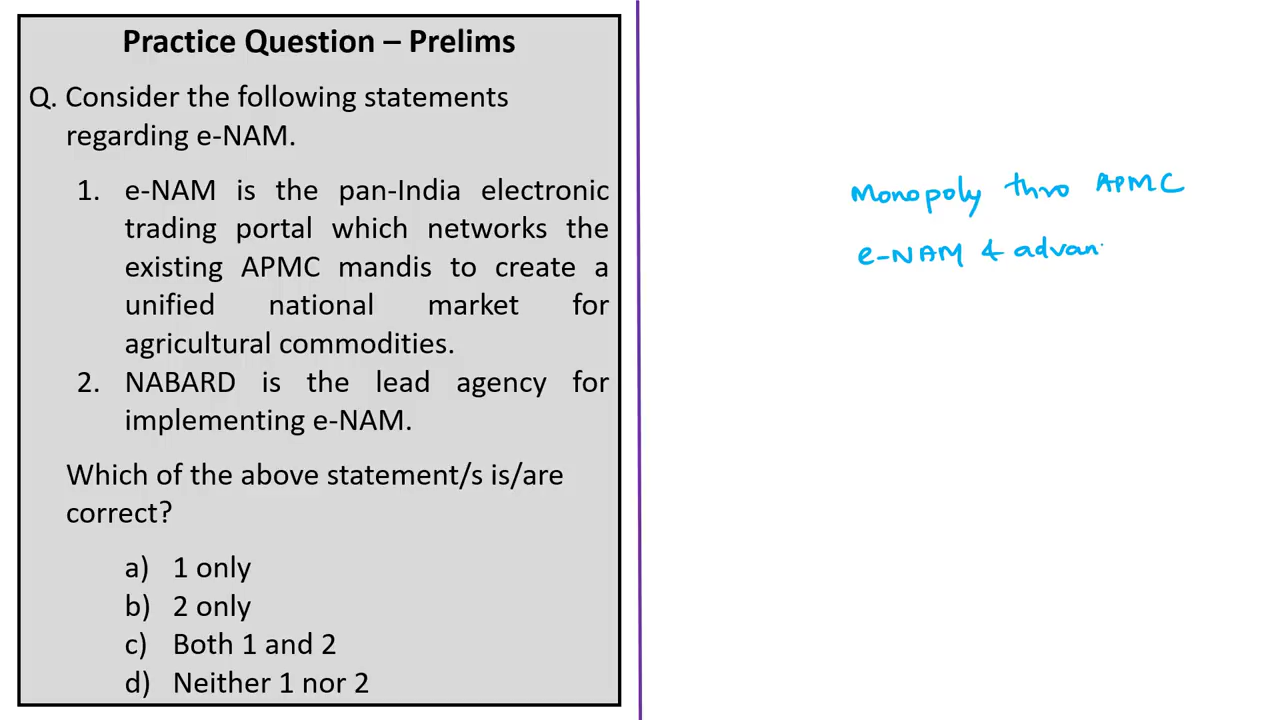 Practice Question – Prelims
Q. Consider the following statements
regarding e-NAM.
1. e-NAM is the pan-India electronic
trading portal which networks the
existing APMC mandis to create a
unified national market for
agricultural commodities.
2. NABARD is the lead agency for
implementing e-NAM.
Which of the above statement/s is/are
correct?
a) 1 only
b) 2 only
c) Both 1 and 2
d) Neither 1 nor 2
Monopoly thro APMC
e-NAM & advan